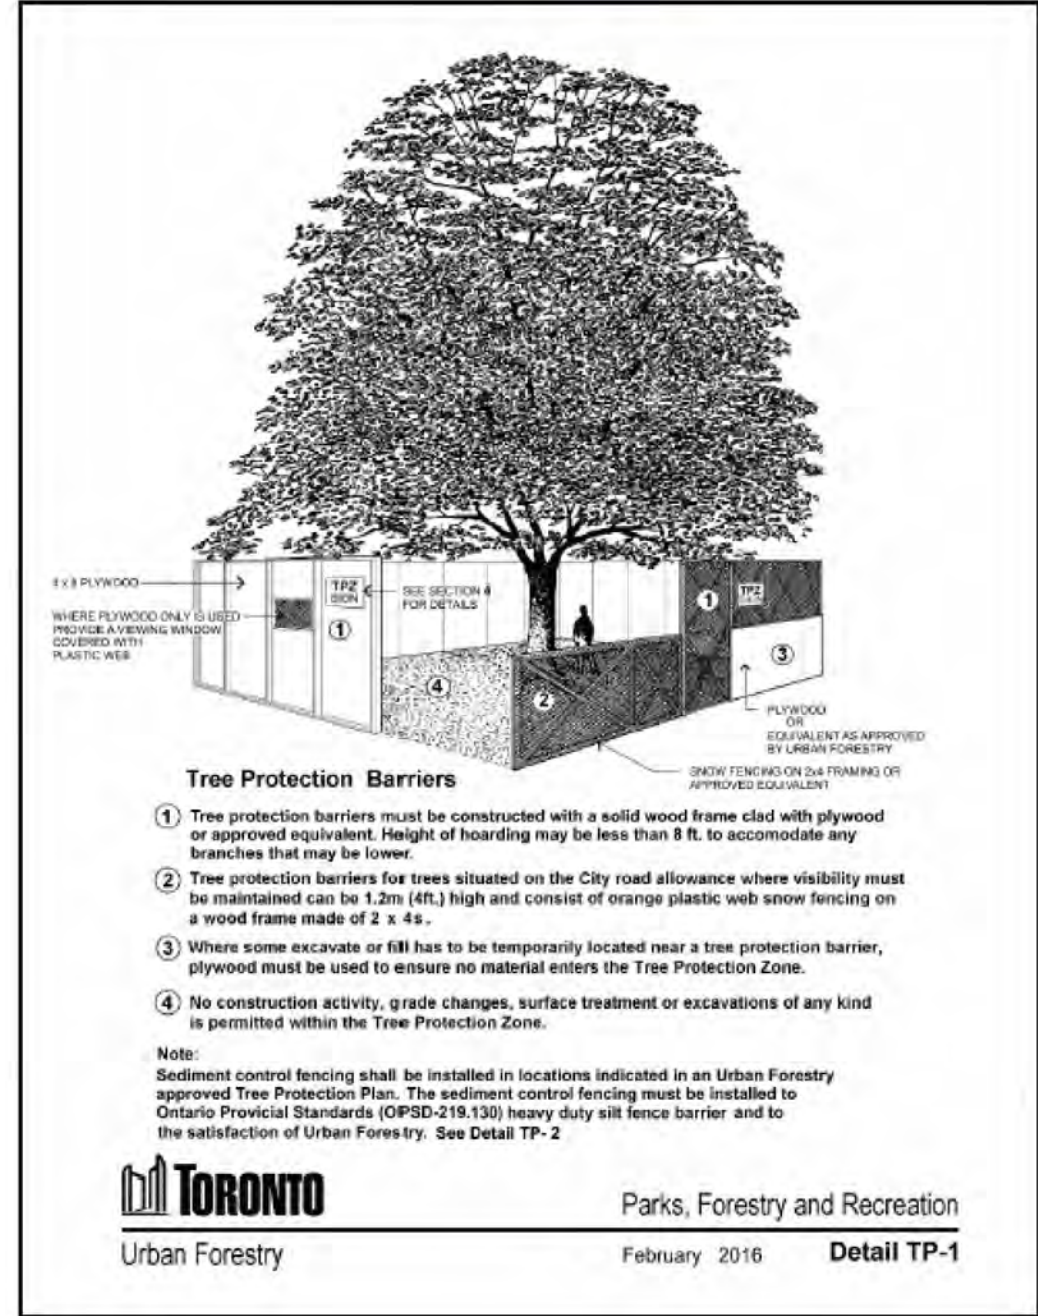 TPZ
SIGN
1
1
TPZ
PLYWOOD
SEE SECTION
FOR DETAILS
WHERE PLYWOOD ONLY IS USED
PROVIDE A VIEWING WINDOW
COVERED WITH
PLASTIC WEB
3
4
2
PLYWOOD
OR
EQUIVALENT AS APPROVED
BY URBAN FORESTRY
SNOW FENCING ON 2x4 FRAMING OR
APPROVED EQUIVALENT
Tree Protection Barriers
1 Tree protection barriers must be constructed with a solid wood frame clad with plywood
or approved equivalent. Height of hoarding may be less than 8 ft. to accomodate any
branches that may be lower.
2 Tree protection barriers for trees situated on the City road allowance where visibility must
be maintained can be 1.2m (4ft.) high and consist of orange plastic web snow fencing on
a wood frame made of 2 x 4s.
3 Where some excavate or fill has to be temporarily located near a tree protection barrier,
plywood must be used to ensure no material enters the Tree Protection Zone.
4 No construction activity, grade changes, surface treatment or excavations of any kind
is permitted within the Tree Protection Zone.
Note:
Sediment control fencing shall be installed in locations indicated in an Urban Forestry
approved Tree Protection Plan. The sediment control fencing must be installed to
Ontario Provicial Standards (OPSD-219.130) heavy duty silt fence barrier and to
the satisfaction of Urban Forestry. See Detail TP-2
TORONTO
Parks, Forestry and Recreation
Urban Forestry
February 2016
Detail TP-1